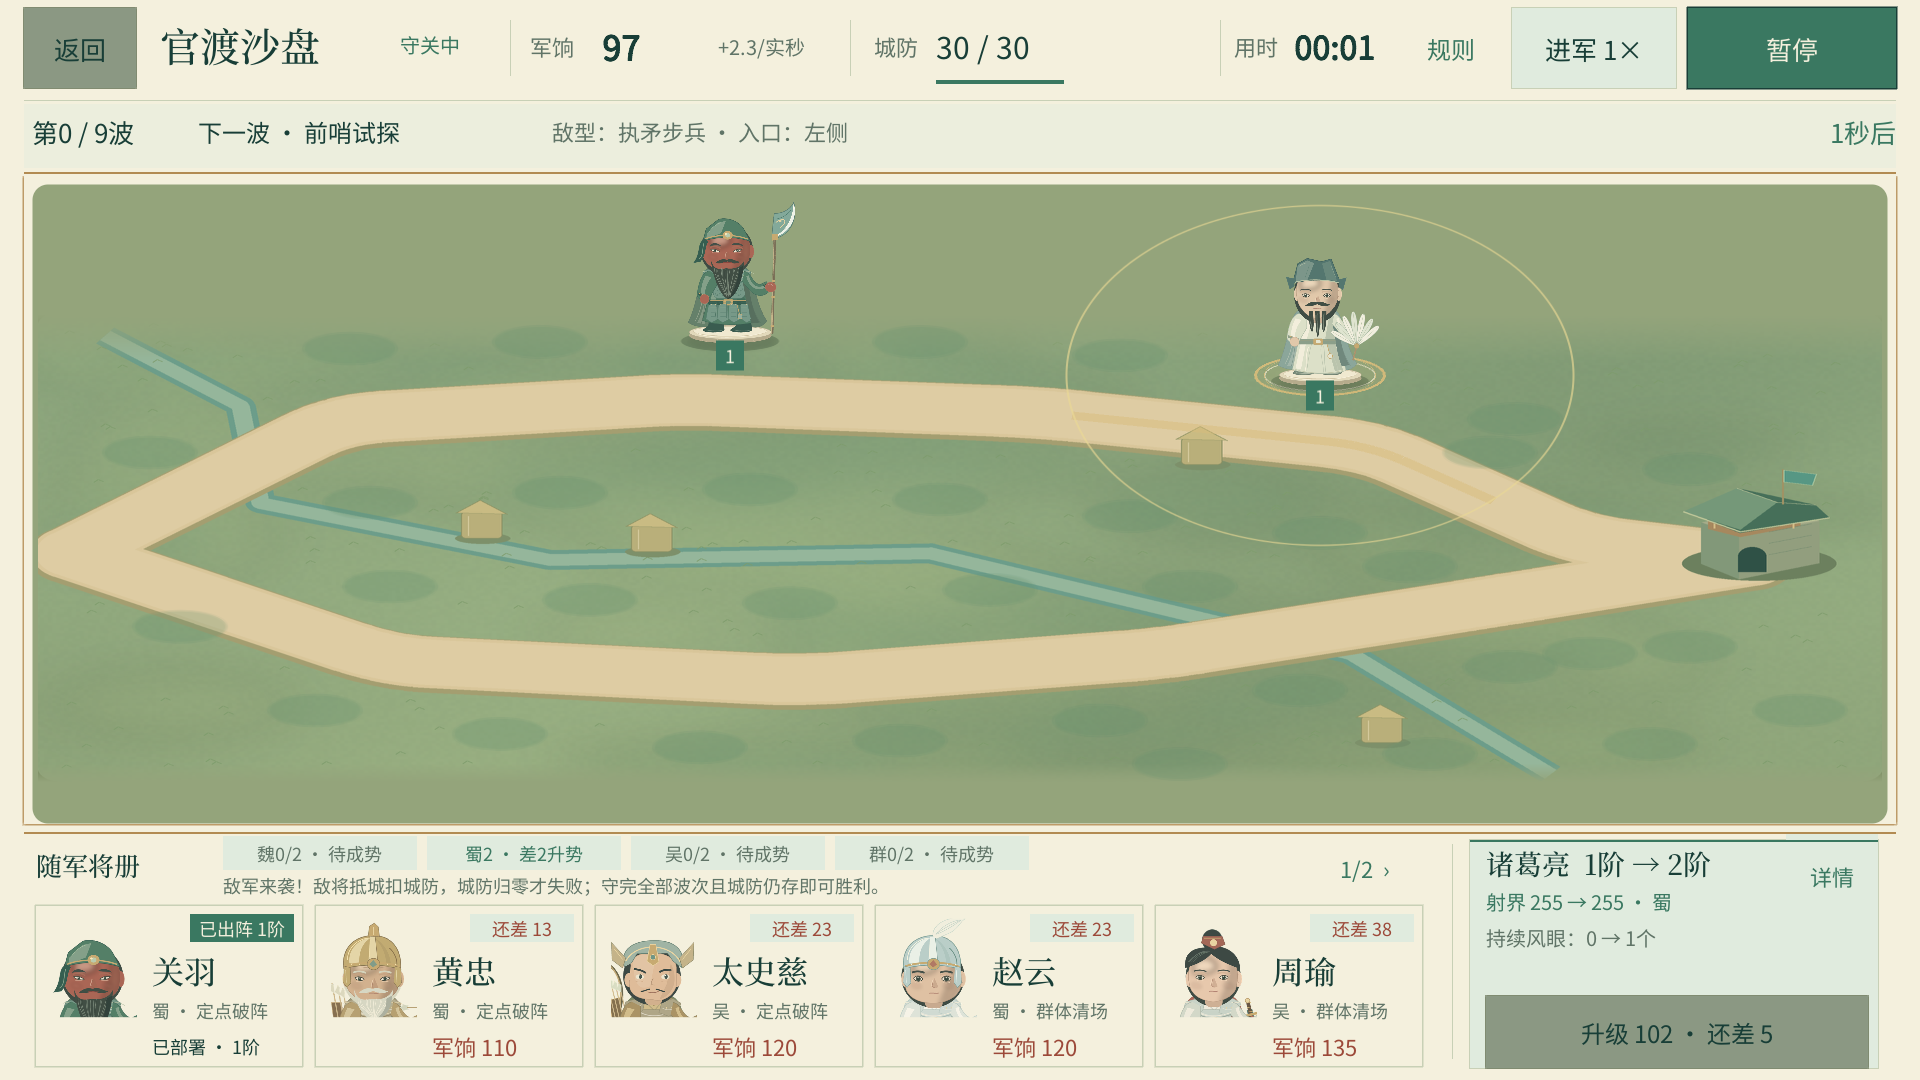 返回
官渡沙盘
守关中
军饷 97
+2.3/实秒
城防 30 / 30
用时 00:01
规则
进军 1×
暂停
第0 / 9波
下一波 · 前哨试探
敌型：执矛步兵 · 入口：左侧
1秒后
1
1
随军将册
魏0/2 · 待成势
蜀2 · 差2升势
吴0/2 · 待成势
群0/2 · 待成势
敌军来袭！敌将抵城扣城防，城防归零才失败；守完全部波次且城防仍存即可胜利。
1/2 ›
已出阵 1阶
关羽
蜀 · 定点破阵
已部署 · 1阶
还差 13
黄忠
蜀 · 定点破阵
军饷 110
还差 23
太史慈
吴 · 定点破阵
军饷 120
还差 23
赵云
蜀 · 群体清场
军饷 120
还差 38
周瑜
吴 · 群体清场
军饷 135
诸葛亮 1阶 → 2阶
详情
射界 255 → 255 · 蜀
持续风眼：0 → 1个
升级 102 · 还差 5